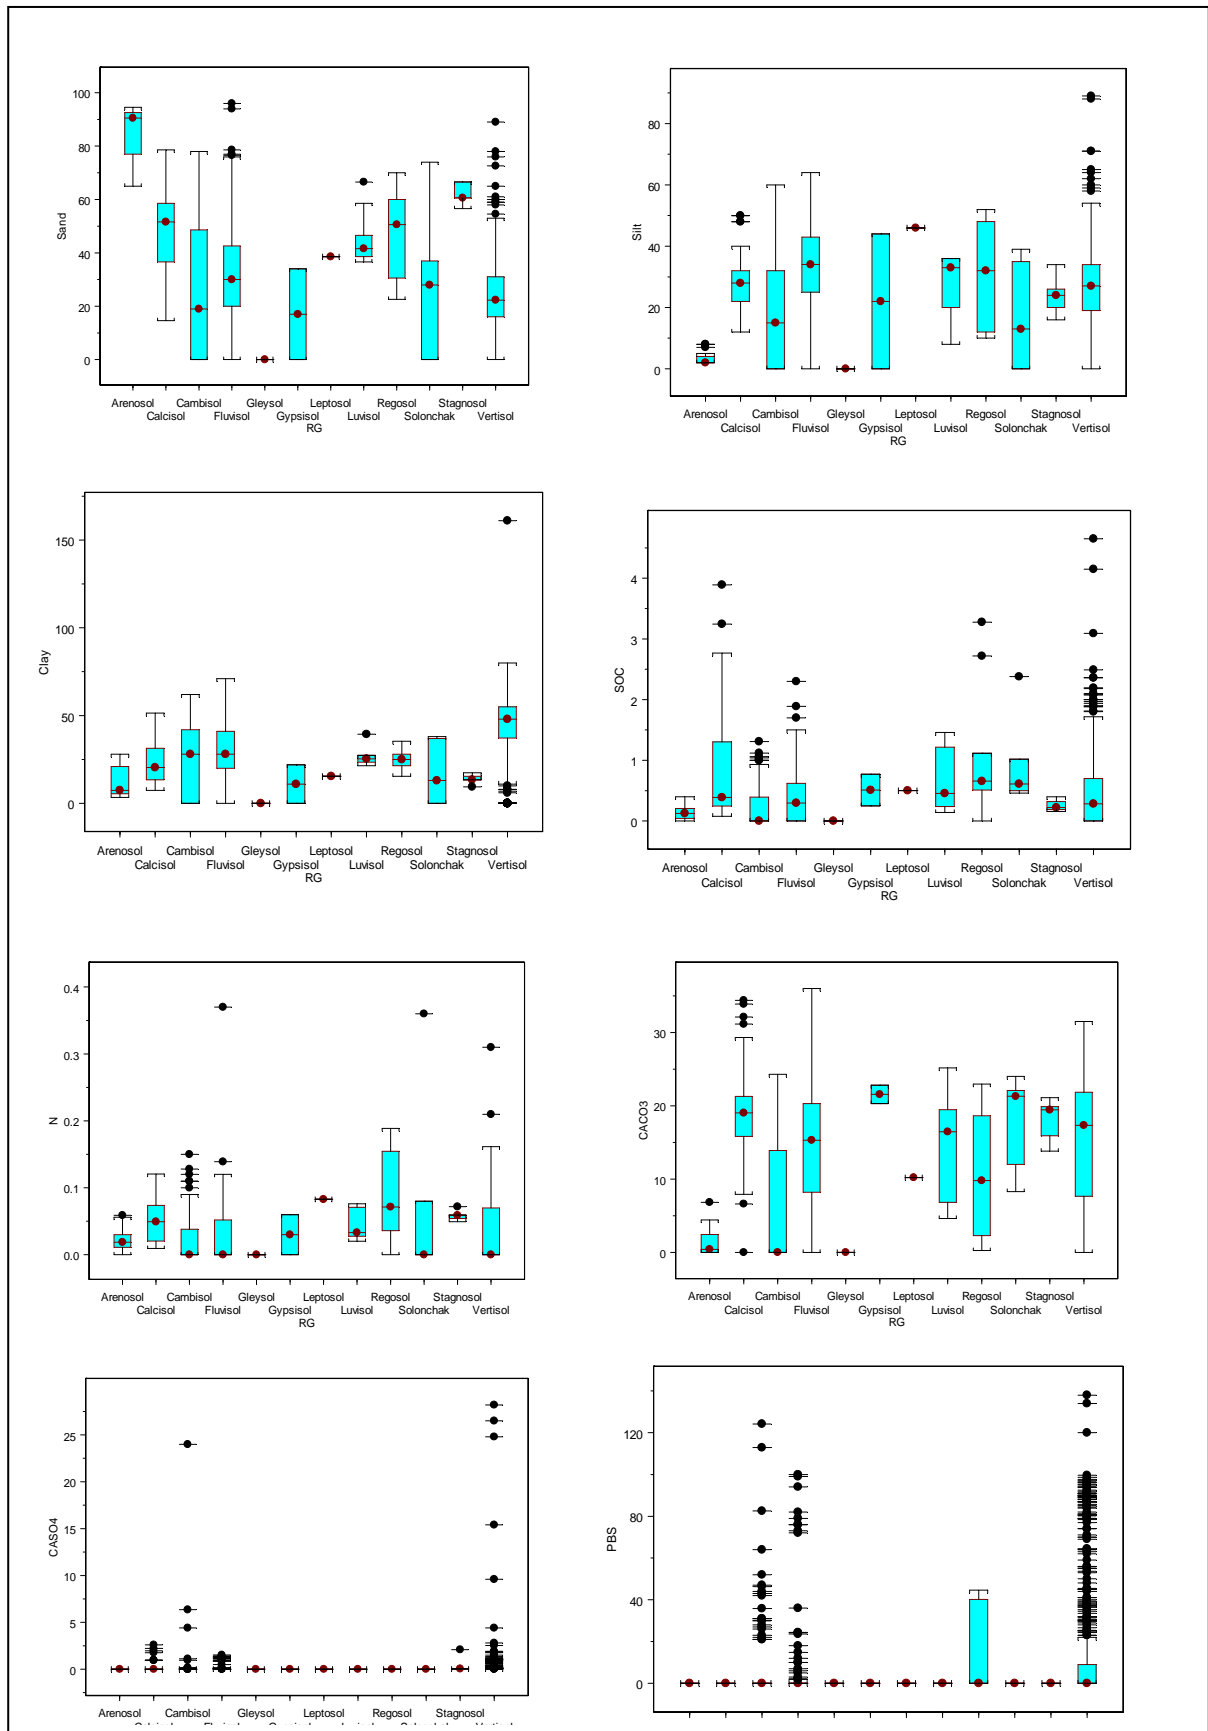 100
80
60
40
20
0
Sand
Arenosol Cambisol Gleysol Leptosol Regosol Stagnosol
Calcisol Fluvisol Gypsisol Luvisol Solonchak Vertisol
RG
80
60
40
20
0
Silt
Arenosol Cambisol Gleysol Leptosol Regosol Stagnosol
Calcisol Fluvisol Gypsisol Luvisol Solonchak Vertisol
RG
150
100
50
0
Clay
Arenosol Cambisol Gleysol Leptosol Regosol Stagnosol
Calcisol Fluvisol Gypsisol Luvisol Solonchak Vertisol
RG
4
3
2
1
0
SOC
Arenosol Cambisol Gleysol Leptosol Regosol Stagnosol
Calcisol Fluvisol Gypsisol Luvisol Solonchak Vertisol
RG
0.4
0.3
0.2
0.1
0.0
N
Arenosol Cambisol Gleysol Leptosol Regosol Stagnosol
Calcisol Fluvisol Gypsisol Luvisol Solonchak Vertisol
RG
30
20
10
0
CACO3
Arenosol Cambisol Gleysol Leptosol Regosol Stagnosol
Calcisol Fluvisol Gypsisol Luvisol Solonchak Vertisol
RG
25
20
15
10
5
0
CASO4
Arenosol Cambisol Gleysol Leptosol Regosol Stagnosol
120
80
40
0
PBS